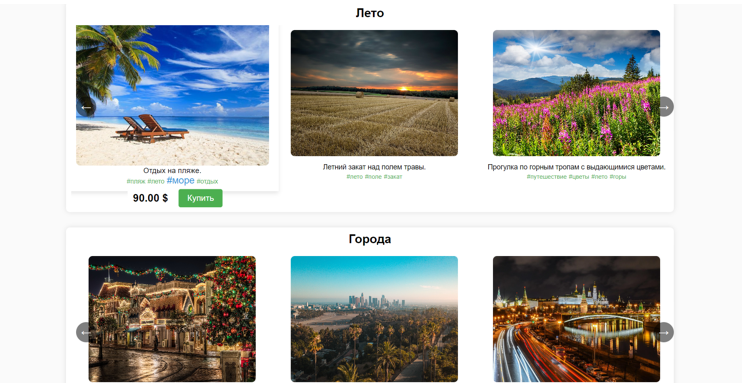 Лето
←
→
Отдых на пляже.
#пляж #лето #море #отдых
90.00 $ Купить
Летний закат над полем травы.
#лето #поле #закат
Прогулка по горным тропам с выдающимися цветами.
#путешествие #цветы #лето #горы
Города
←
→